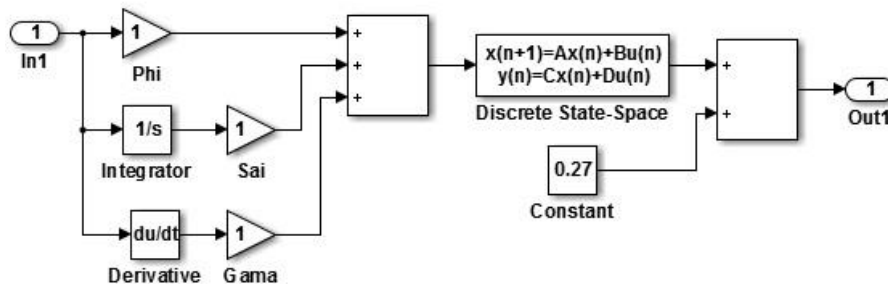 1
In1
1
Phi
+
+
+
1/s
Integrator
1
Sai
du/dt
Derivative
1
Gama
x(n+1)=Ax(n)+Bu(n)
y(n)=Cx(n)+Du(n)
Discrete State-Space
0.27
Constant
+
+
1
Out1